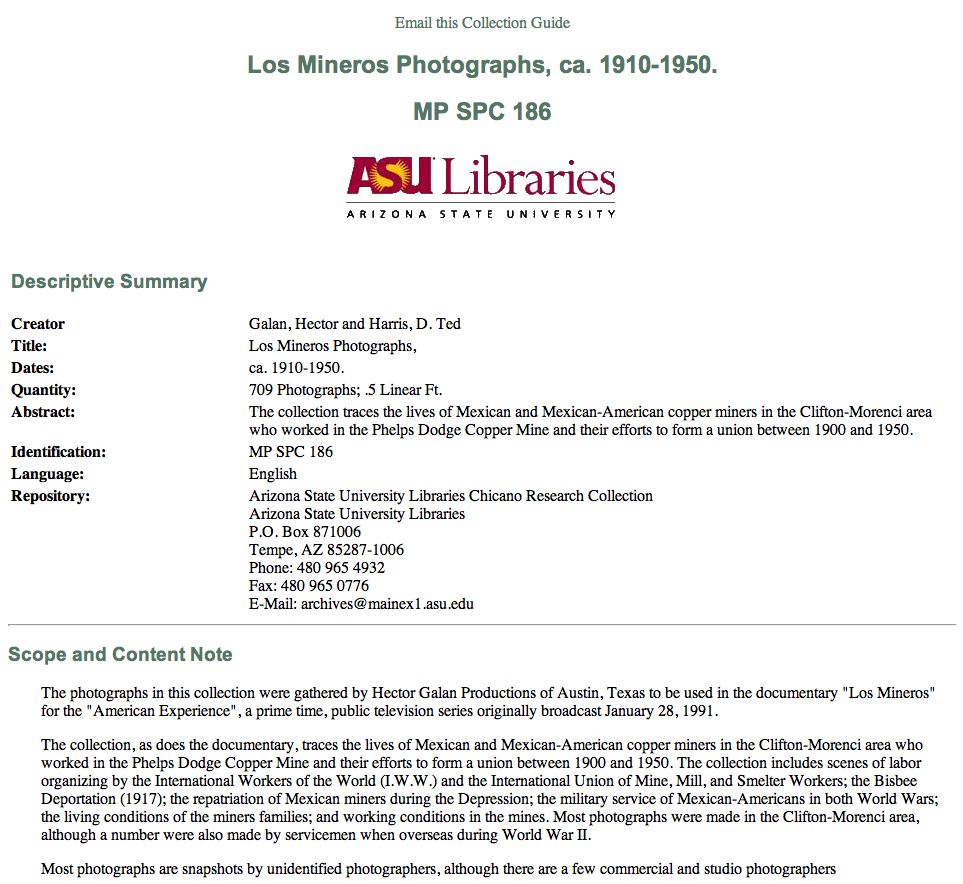 Email this Collection Guide
Los Mineros Photographs, ca. 1910-1950.
MP SPC 186
ASU Libraries
ARIZONA STATE UNIVERSITY
Descriptive Summary
Creator Galan, Hector and Harris, D. Ted
Title: Los Mineros Photographs,
Dates: ca. 1910-1950.
Quantity: 709 Photographs; .5 Linear Ft.
Abstract: The collection traces the lives of Mexican and Mexican-American copper miners in the Clifton-Morenci area
who worked in the Phelps Dodge Copper Mine and their efforts to form a union between 1900 and 1950.
Identification: MP SPC 186
Language: English
Repository: Arizona State University Libraries Chicano Research Collection
Arizona State University Libraries
P.O. Box 871006
Tempe, AZ 85287-1006
Phone: 480 965 4932
Fax: 480 965 0776
E-Mail: archives@mainex1.asu.edu
Scope and Content Note
The photographs in this collection were gathered by Hector Galan Productions of Austin, Texas to be used in the documentary "Los Mineros"
for the "American Experience", a prime time, public television series originally broadcast January 28, 1991.
The collection, as does the documentary, traces the lives of Mexican and Mexican-American copper miners in the Clifton-Morenci area who
worked in the Phelps Dodge Copper Mine and their efforts to form a union between 1900 and 1950. The collection includes scenes of labor
organizing by the International Workers of the World (I.W.W.) and the International Union of Mine, Mill, and Smelter Workers; the Bisbee
Deportation (1917); the repatriation of Mexican miners during the Depression; the military service of Mexican-Americans in both World Wars;
the living conditions of the miners families; and working conditions in the mines. Most photographs were made in the Clifton-Morenci area,
although a number were also made by servicemen when overseas during World War II.
Most photographs are snapshots by unidentified photographers, although there are a few commercial and studio photographers